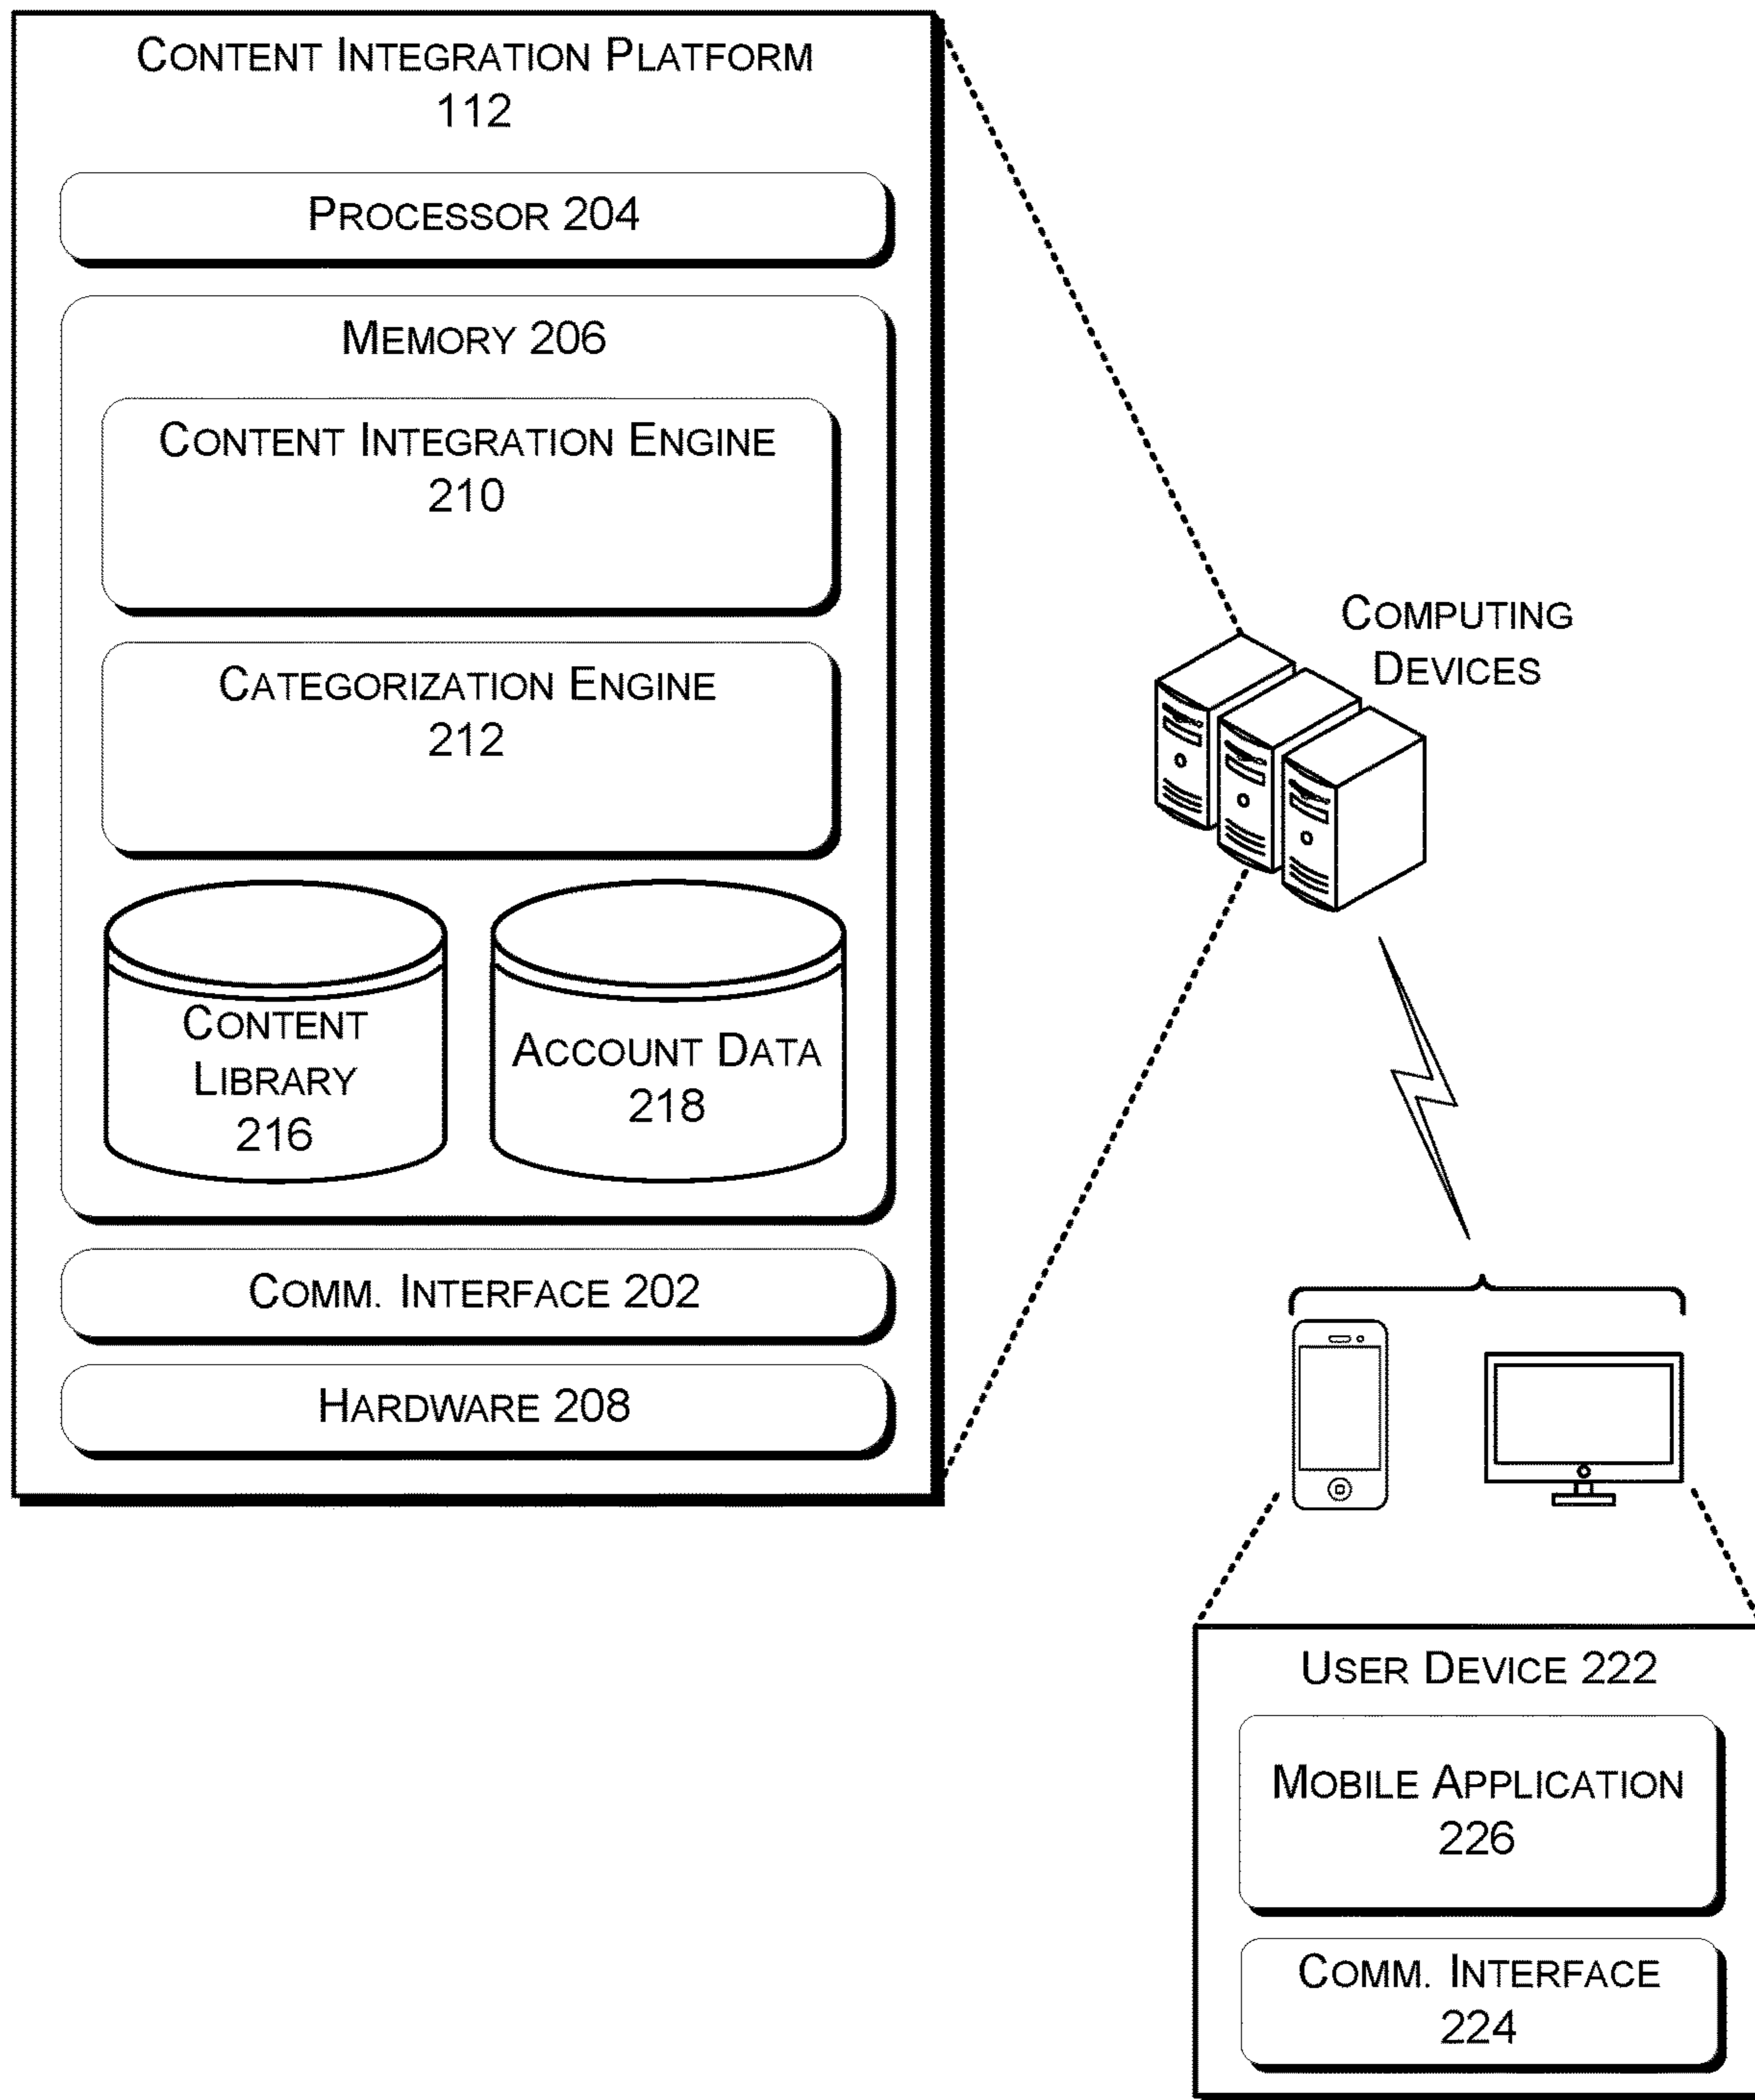 CONTENT INTEGRATION PLATFORM
112
PROCESSOR 204
MEMORY 206
CONTENT INTEGRATION ENGINE
210
CATEGORIZATION ENGINE
212
CONTENT
LIBRARY
216
ACCOUNT DATA
218
COMM. INTERFACE 202
HARDWARE 208
COMPUTING
DEVICES
USER DEVICE 222
MOBILE APPLICATION
226
COMM. INTERFACE
224